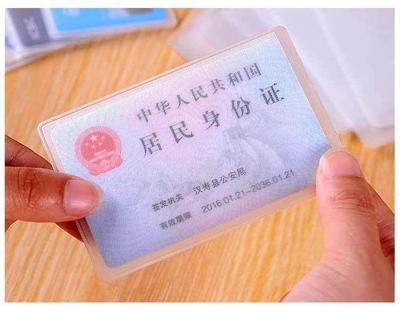 中华人民共和国
居民身份证
签发机关 汉寿县公安局
有效期限 2016.01.21-2036.01.21